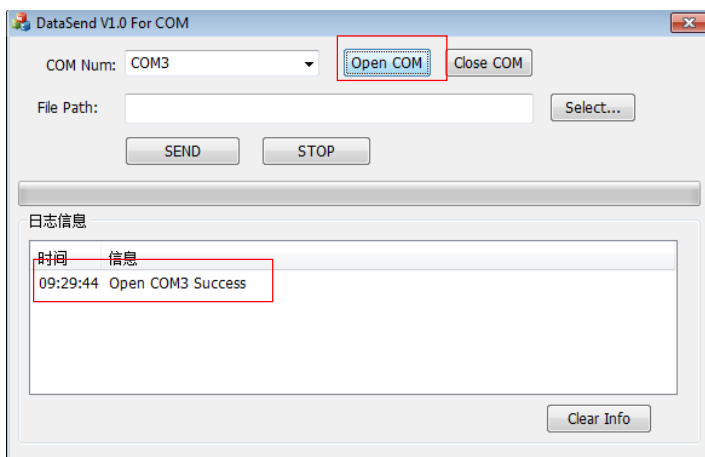 DataSend V1.0 For COM
COM Num: COM3 Open COM Close COM
File Path: Select...
SEND STOP
日志信息
时间 信息
09:29:44 Open COM3 Success
Clear Info